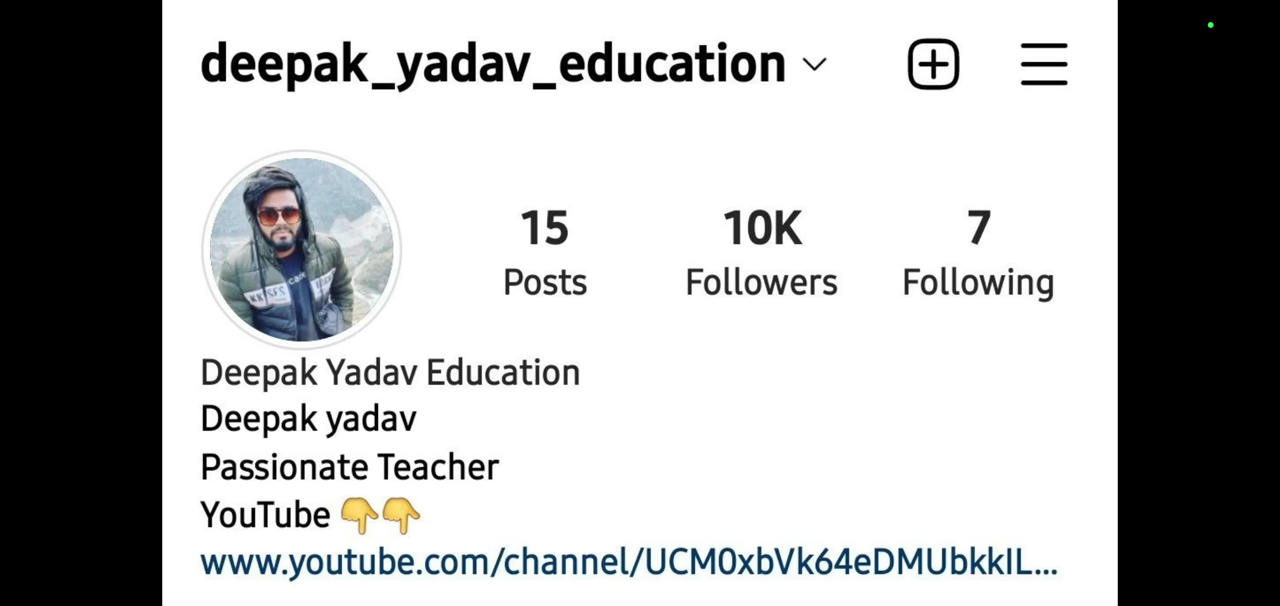 deepak_yadav_education
15
10K
7
Posts
Followers
Following
Deepak Yadav Education
Deepak yadav
Passionate Teacher
YouTube 👇👇
www.youtube.com/channel/UCM0xbVk64eDMUbkkIL...